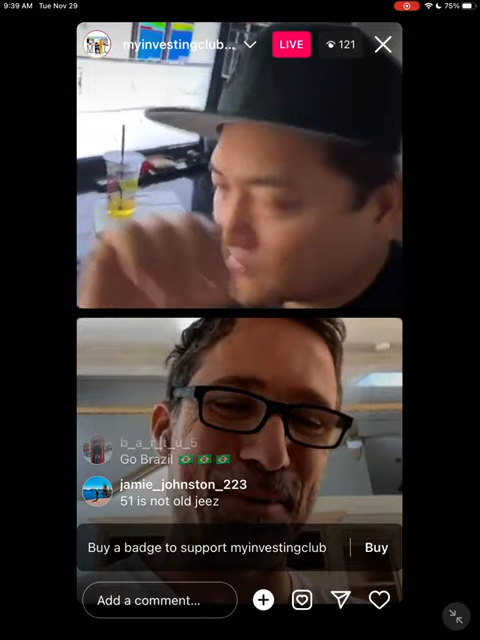 9:39 AM Tue Nov 29
75%
myinvestingclub...
LIVE
121
b_a_r_t_u_5
Go Brazil 🇧🇷 🇧🇷 🇧🇷
jamie_johnston_223
51 is not old jeez
Buy a badge to support myinvestingclub
Buy
Add a comment...